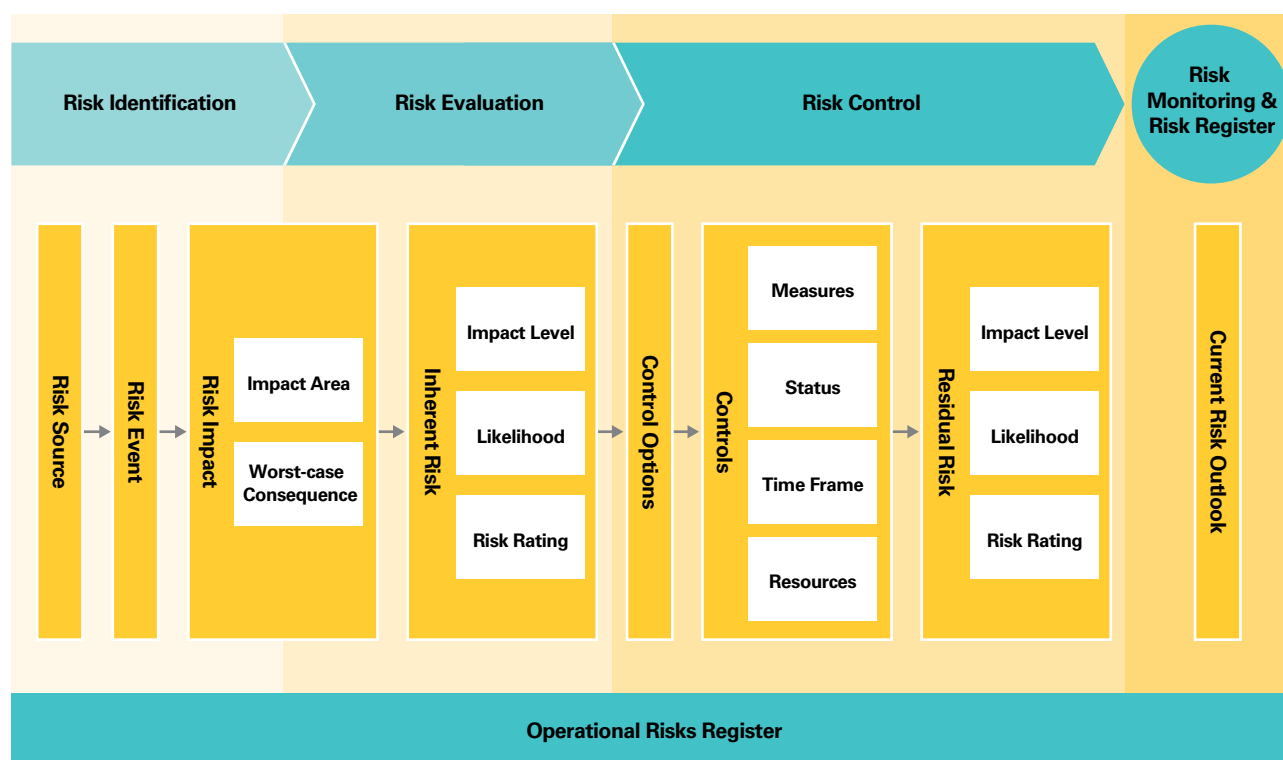 Risk Identification
Risk Evaluation
Risk Control
Risk
Monitoring &
Risk Register
Risk Source
Risk Event
Risk Impact
Impact Area
Worst-case
Consequence
Inherent Risk
Impact Level
Likelihood
Risk Rating
Control Options
Controls
Measures
Status
Time Frame
Resources
Residual Risk
Impact Level
Likelihood
Risk Rating
Current Risk Outlook
Operational Risks Register